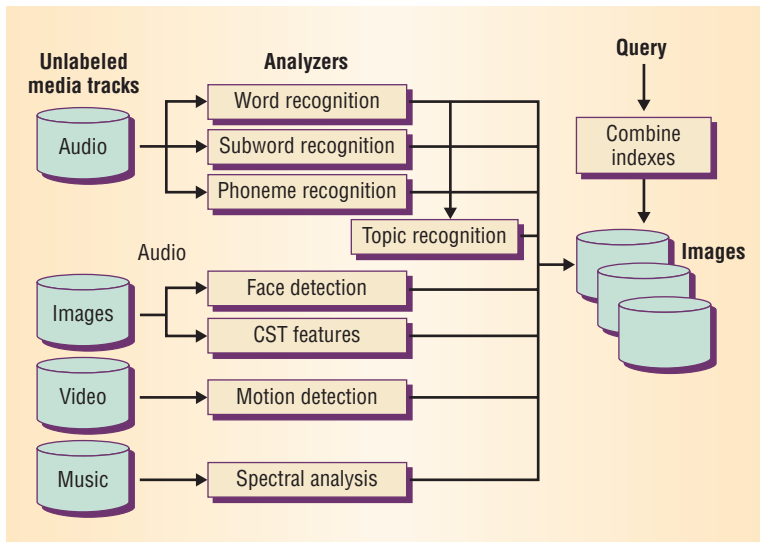 Unlabeled
media tracks
Analyzers
Query
Audio
Word recognition
Subword recognition
Phoneme recognition
Topic recognition
Combine
indexes
Images
Audio
Images
Face detection
CST features
Video
Motion detection
Music
Spectral analysis